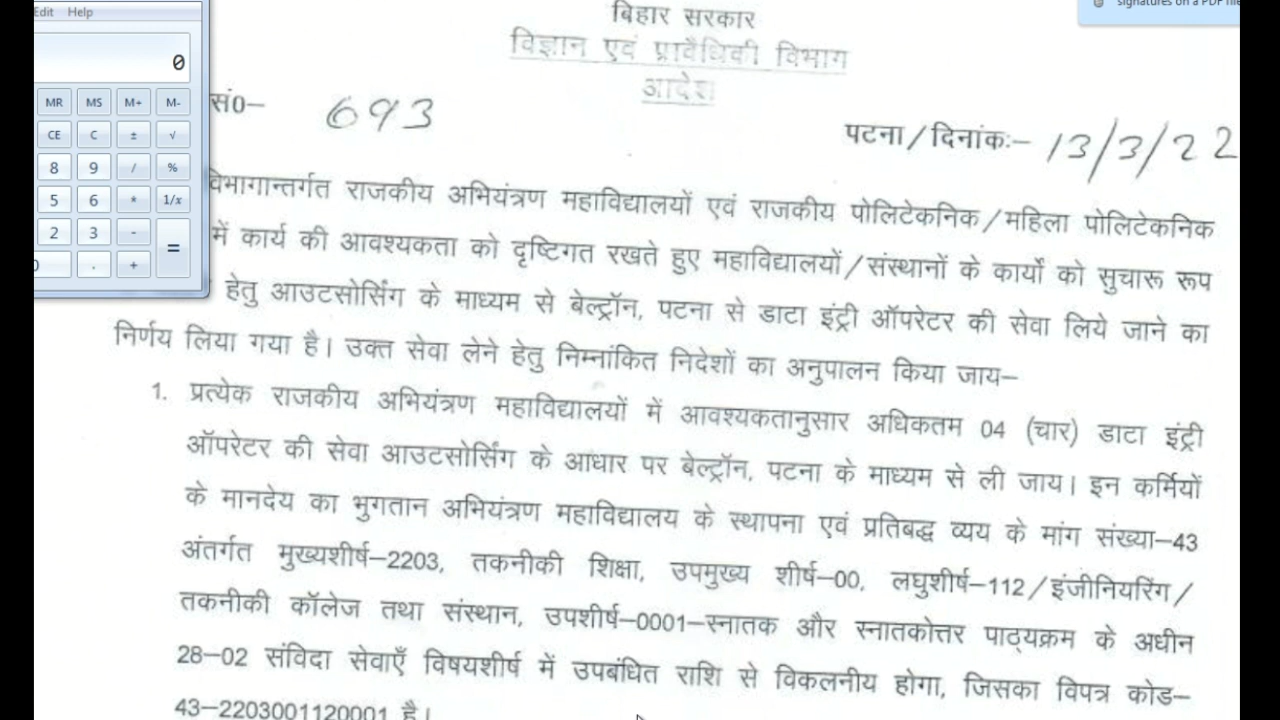 Edit Help
0
MR MS M+ M-
CE C ± √
8 9 / %
5 6 * 1/x
2 3 - =
. +
signatures on a PDF file
बिहार सरकार
विज्ञान एवं प्रावैधिकी विभाग
आदेश
सं0– 693
पटना/दिनांकः– 13/3/22
विभागान्तर्गत राजकीय अभियंत्रण महाविद्यालयों एवं राजकीय पोलिटेकनिक/महिला पोलिटेकनिक
में कार्य की आवश्यकता को दृष्टिगत रखते हुए महाविद्यालयों/संस्थानों के कार्यों को सुचारू रूप
हेतु आउटसोर्सिंग के माध्यम से बेल्ट्रॉन, पटना से डाटा इंट्री ऑपरेटर की सेवा लिये जाने का
निर्णय लिया गया है। उक्त सेवा लेने हेतु निम्नांकित निदेशों का अनुपालन किया जाय–
1. प्रत्येक राजकीय अभियंत्रण महाविद्यालयों में आवश्यकतानुसार अधिकतम 04 (चार) डाटा इंट्री
ऑपरेटर की सेवा आउटसोर्सिंग के आधार पर बेल्ट्रॉन, पटना के माध्यम से ली जाय। इन कर्मियों
के मानदेय का भुगतान अभियंत्रण महाविद्यालय के स्थापना एवं प्रतिबद्ध व्यय के मांग संख्या–43
अंतर्गत मुख्यशीर्ष–2203, तकनीकी शिक्षा, उपमुख्य शीर्ष–00, लघुशीर्ष–112/इंजीनियरिंग/
तकनीकी कॉलेज तथा संस्थान, उपशीर्ष–0001–स्नातक और स्नातकोत्तर पाठ्यक्रम के अधीन
28–02 संविदा सेवाएँ विषयशीर्ष में उपबंधित राशि से विकलनीय होगा, जिसका विपत्र कोड–
43–2203001120001 है।